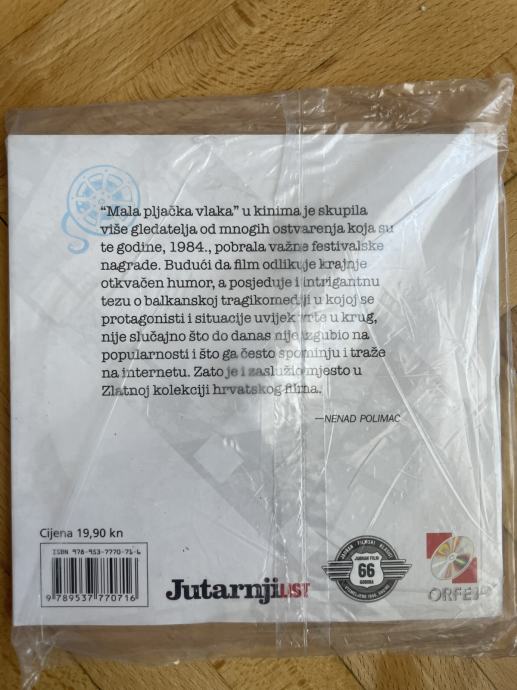 “Mala pljačka vlaka” u kinima je skupila
više gledatelja od mnogih ostvarenja koja su
te godine, 1984., pobrala važne festivalske
nagrade. Budući da film odlikuje krajnje
otkvačen humor, a posjeduje i intrigantnu
tezu o balkanskoj tragikomediji u kojoj se
protagonisti i situacije uvijek vrte u krug,
nije slučajno što do danas nije izgubio na
popularnosti i što ga često spominju i traže
na internetu. Zato je i zaslužio mjesto u
Zlatnoj kolekciji hrvatskog filma.
—NENAD POLIMAC
Cijena 19,90 kn
ISBN 978-953-7770-71-6
9 789537 770716
Jutarnji LIST
JADRAN FILM
66
GODINA
ORFEJ